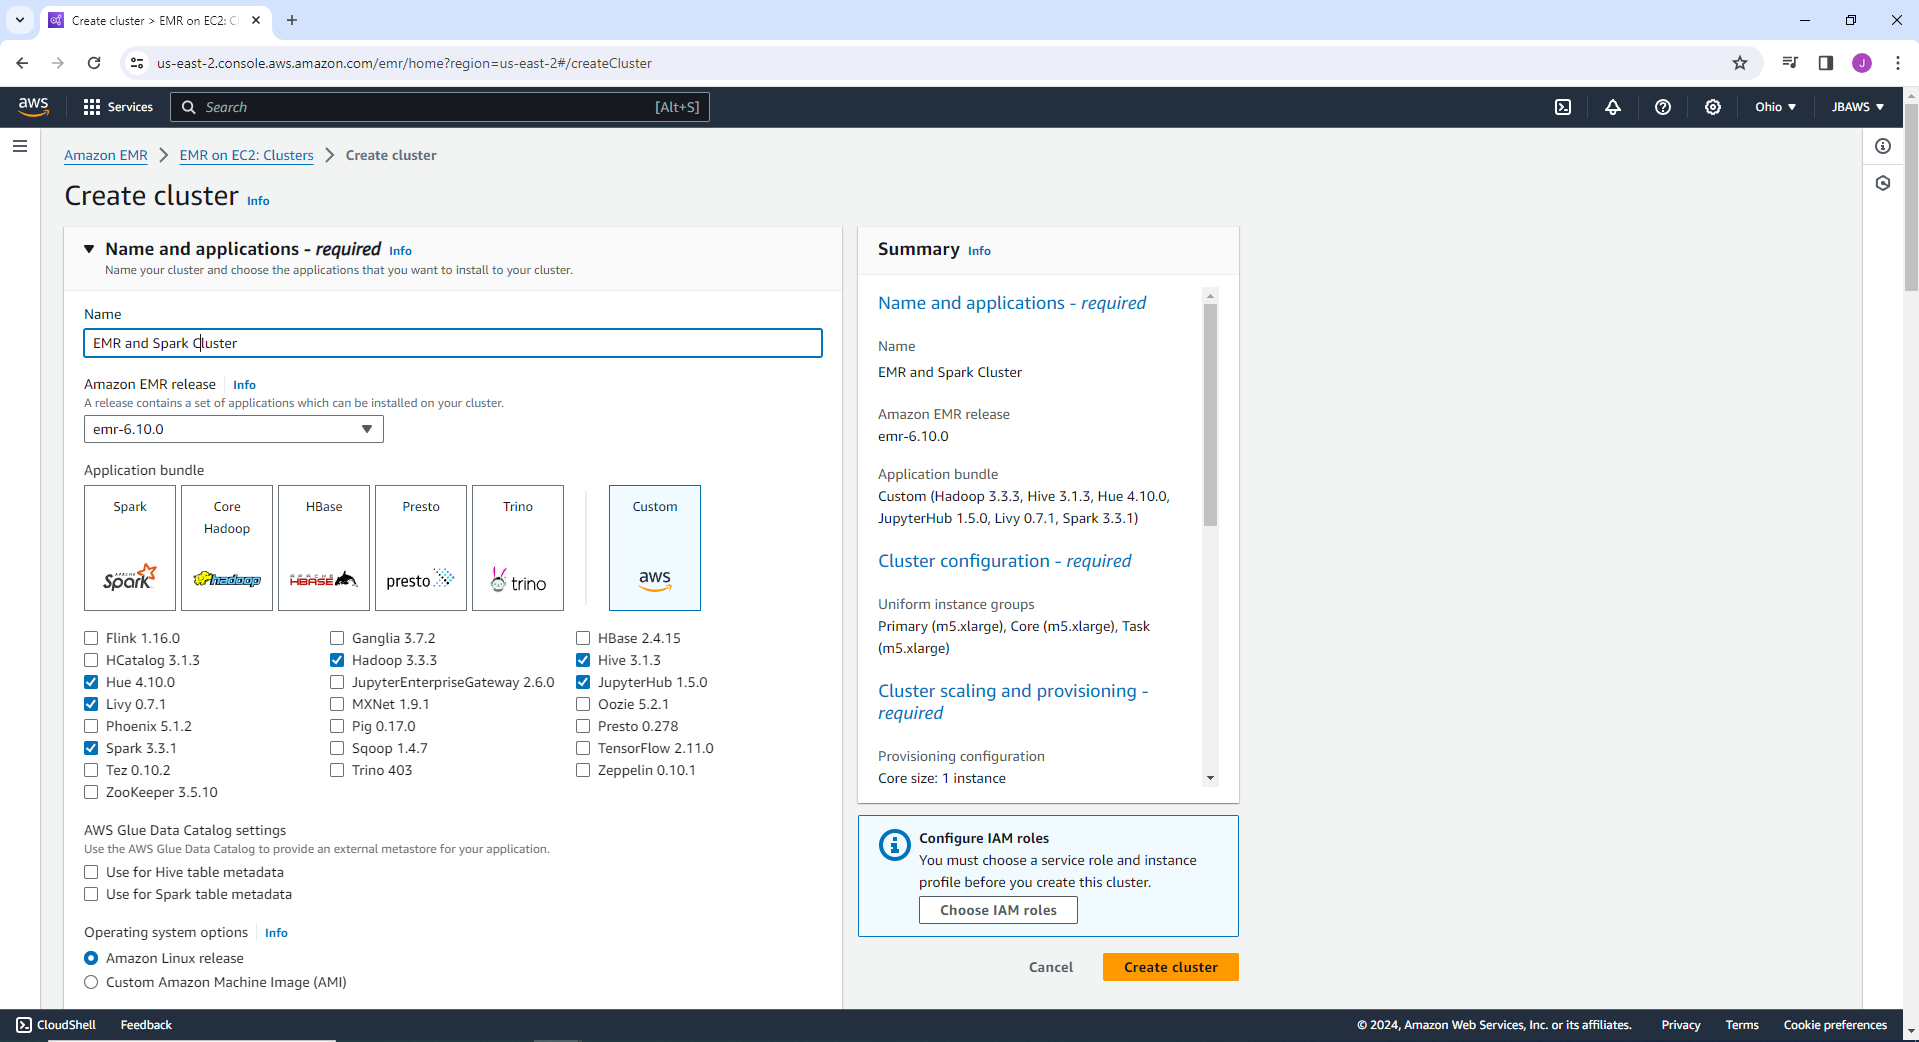 Create cluster > EMR on EC2: Cl
us-east-2.console.aws.amazon.com/emr/home?region=us-east-2#/createCluster
J
aws
Services
Search
[Alt+S]
Ohio
JBAWS
Amazon EMR
EMR on EC2: Clusters
Create cluster
Create cluster
Info
Name and applications - required
Info
Name your cluster and choose the applications that you want to install to your cluster.
Name
EMR and Spark Cluster
Amazon EMR release
Info
A release contains a set of applications which can be installed on your cluster.
emr-6.10.0
Application bundle
Spark
APACHE
Spark
Core
Hadoop
hadoop
HBase
APACHE
HBASE
Presto
presto
Trino
trino
Custom
aws
Flink 1.16.0
Ganglia 3.7.2
HBase 2.4.15
HCatalog 3.1.3
Hadoop 3.3.3
Hive 3.1.3
Hue 4.10.0
JupyterEnterpriseGateway 2.6.0
JupyterHub 1.5.0
Livy 0.7.1
MXNet 1.9.1
Oozie 5.2.1
Phoenix 5.1.2
Pig 0.17.0
Presto 0.278
Spark 3.3.1
Sqoop 1.4.7
TensorFlow 2.11.0
Tez 0.10.2
Trino 403
Zeppelin 0.10.1
ZooKeeper 3.5.10
AWS Glue Data Catalog settings
Use the AWS Glue Data Catalog to provide an external metastore for your application.
Use for Hive table metadata
Use for Spark table metadata
Operating system options
Info
Amazon Linux release
Custom Amazon Machine Image (AMI)
Summary
Info
Name and applications - required
Name
EMR and Spark Cluster
Amazon EMR release
emr-6.10.0
Application bundle
Custom (Hadoop 3.3.3, Hive 3.1.3, Hue 4.10.0,
JupyterHub 1.5.0, Livy 0.7.1, Spark 3.3.1)
Cluster configuration - required
Uniform instance groups
Primary (m5.xlarge), Core (m5.xlarge), Task
(m5.xlarge)
Cluster scaling and provisioning -
required
Provisioning configuration
Core size: 1 instance
Configure IAM roles
You must choose a service role and instance
profile before you create this cluster.
Choose IAM roles
Cancel
Create cluster
CloudShell
Feedback
© 2024, Amazon Web Services, Inc. or its affiliates.
Privacy
Terms
Cookie preferences